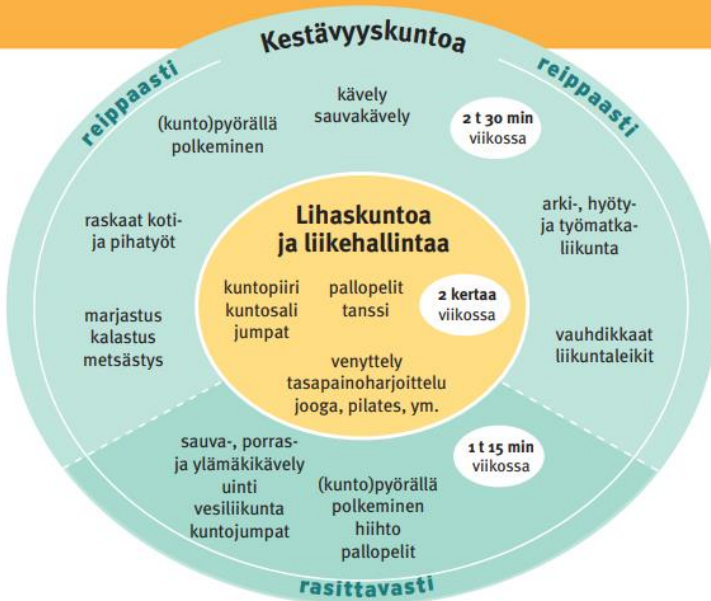 Kestävyyskuntoa
reippaasti
reippaasti
kävely
sauvakävely
2 t 30 min
viikossa
(kunto)pyörällä
polkeminen
raskaat koti-
ja pihatyöt
arki-, hyöty-
ja työmatka-
liikunta
marjastus
kalastus
metsästys
vauhdikkaat
liikuntaleikit
Lihaskuntoa
ja liikehallintaa
kuntopiiri
kuntosali
jumpat
pallopelit
tanssi
2 kertaa
viikossa
venyttely
tasapainoharjoittelu
jooga, pilates, ym.
sauva-, porras-
ja ylämäkikävely
uinti
vesiliikunta
kuntojumpat
(kunto)pyörällä
polkeminen
hiihto
pallopelit
1 t 15 min
viikossa
rasittavasti